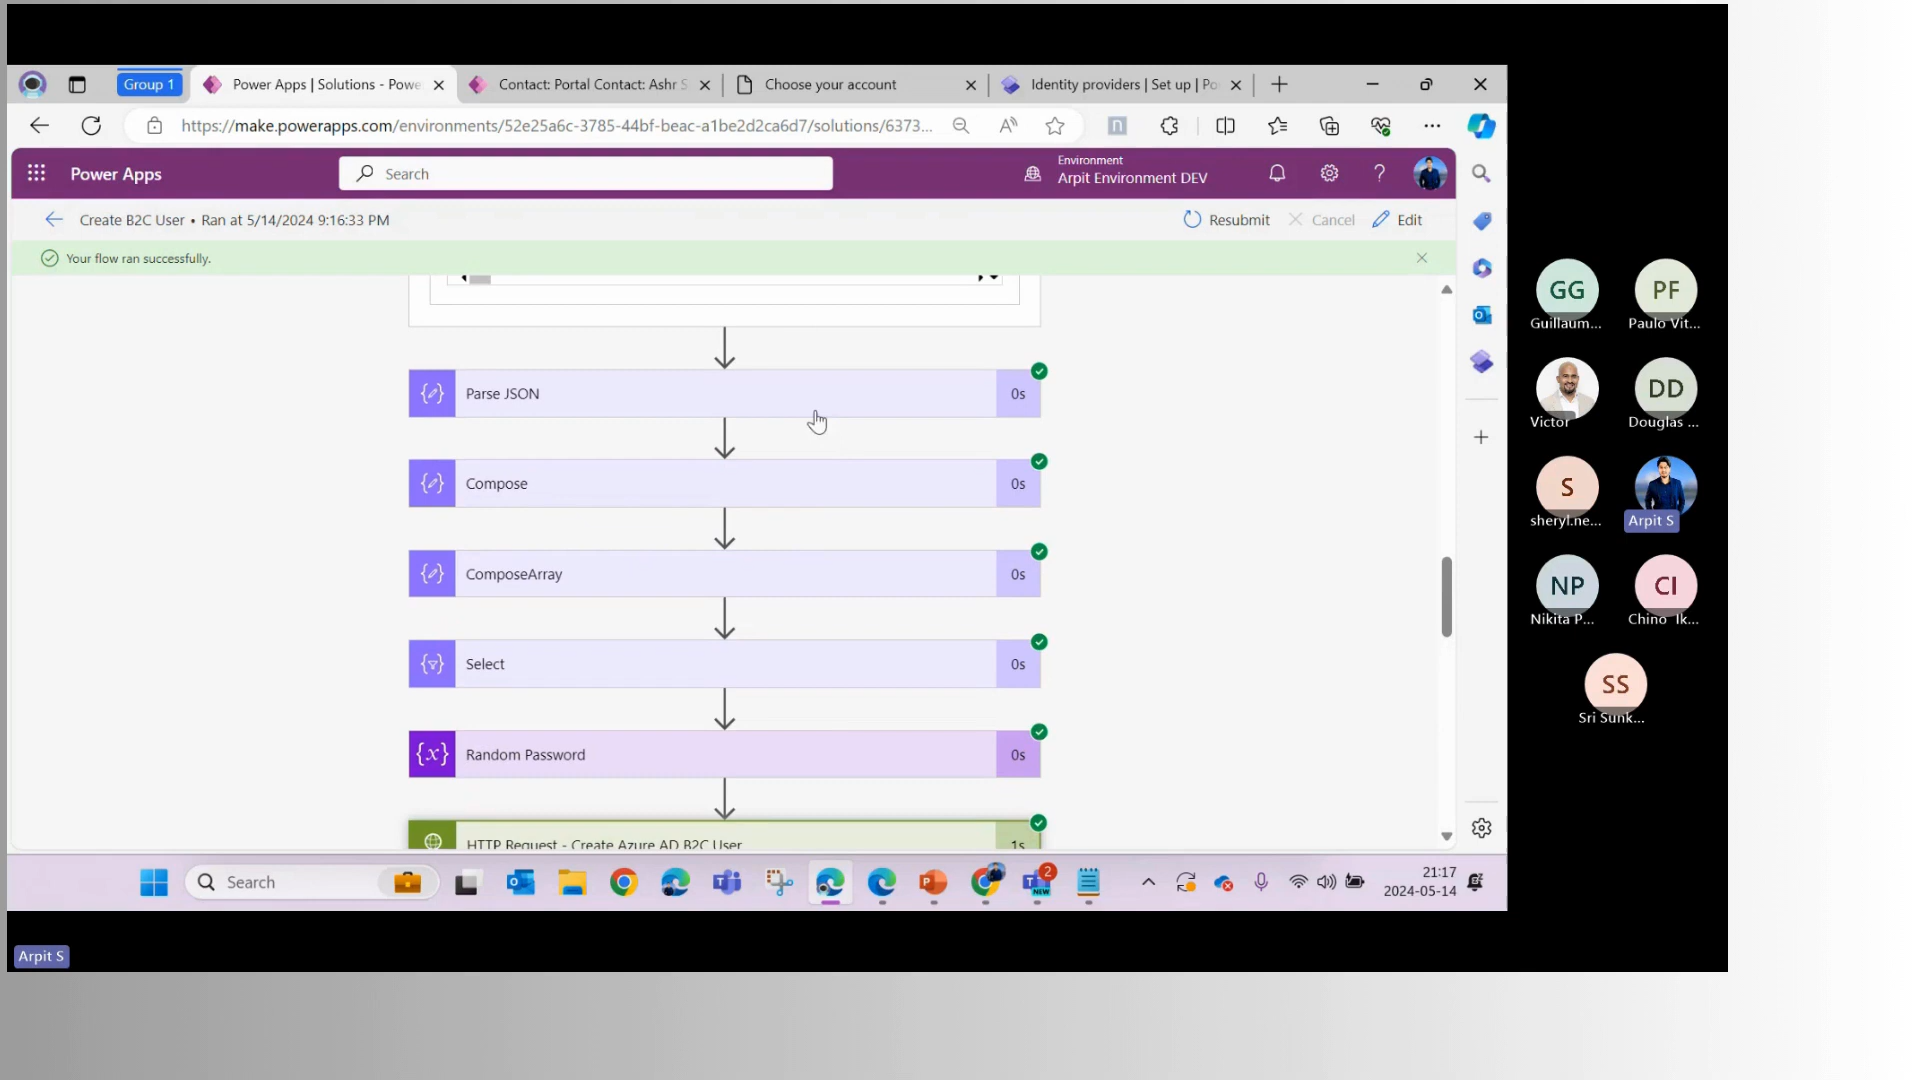 Group 1
Power Apps | Solutions - Powe
Contact: Portal Contact: Ashr S
Choose your account
Identity providers | Set up | Po
https://make.powerapps.com/environments/52e25a6c-3785-44bf-beac-a1be2d2ca6d7/solutions/6373...
Power Apps
Search
Environment
Arpit Environment DEV
Create B2C User • Ran at 5/14/2024 9:16:33 PM
Resubmit
Cancel
Edit
Your flow ran successfully.
Parse JSON
0s
Compose
0s
ComposeArray
0s
Select
0s
Random Password
0s
HTTP Request - Create Azure AD B2C User
1s
GG
Guillaum...
PF
Paulo Vit...
Victor
DD
Douglas ...
S
sheryl.ne...
Arpit S
NP
Nikita P...
CI
Chino Ik...
SS
Sri Sunk...
Search
NEW
2
21:17
2024-05-14
Arpit S